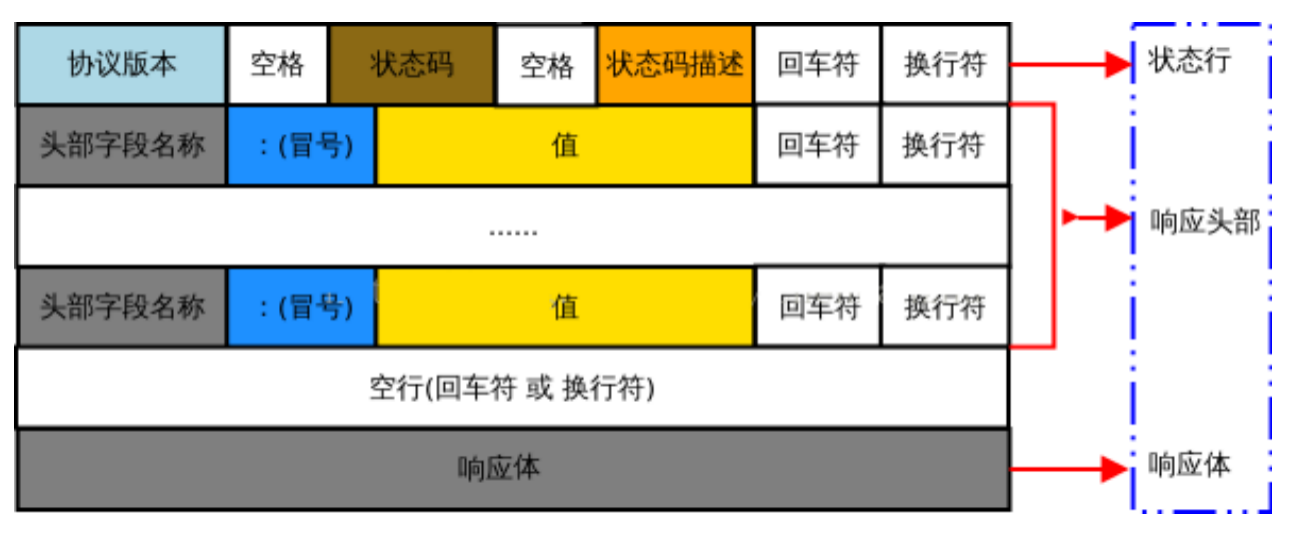 协议版本 空格 状态码 空格 状态码描述 回车符 换行符 状态行
头部字段名称 :(冒号) 值 回车符 换行符
......
响应头部
头部字段名称 :(冒号) 值 回车符 换行符
空行(回车符 或 换行符)
响应体 响应体